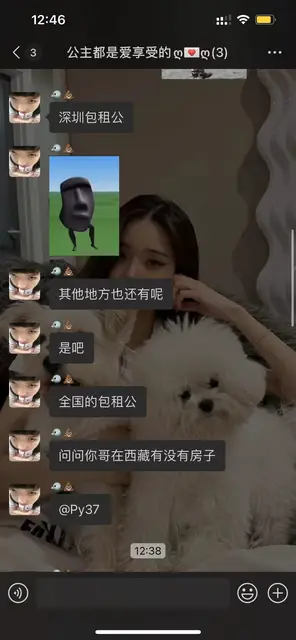 12:46
3
公主都是爱享受的ღ💌ღ(3)
深圳包租公
其他地方也还有呢
是吧
全国的包租公
问问你哥在西藏有没有房子
@Py37
12:38